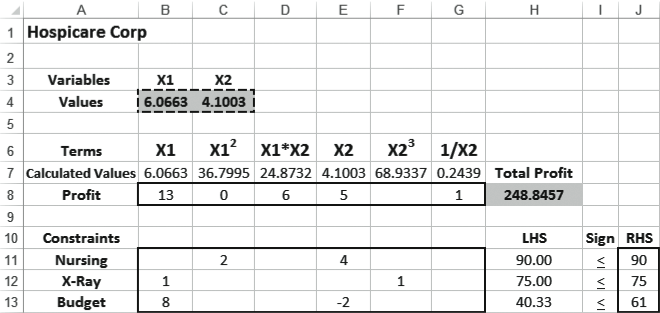 A B C D E F G H I J
1 Hospicare Corp
2
3 Variables X1 X2
4 Values 6.0663 4.1003
5
6 Terms X1 X1² X1*X2 X2 X2³ 1/X2
7 Calculated Values 6.0663 36.7995 24.8732 4.1003 68.9337 0.2439 Total Profit
8 Profit 13 0 6 5 1 248.8457
9
10 Constraints LHS Sign RHS
11 Nursing 2 4 90.00 ≤ 90
12 X-Ray 1 1 75.00 ≤ 75
13 Budget 8 -2 40.33 ≤ 61